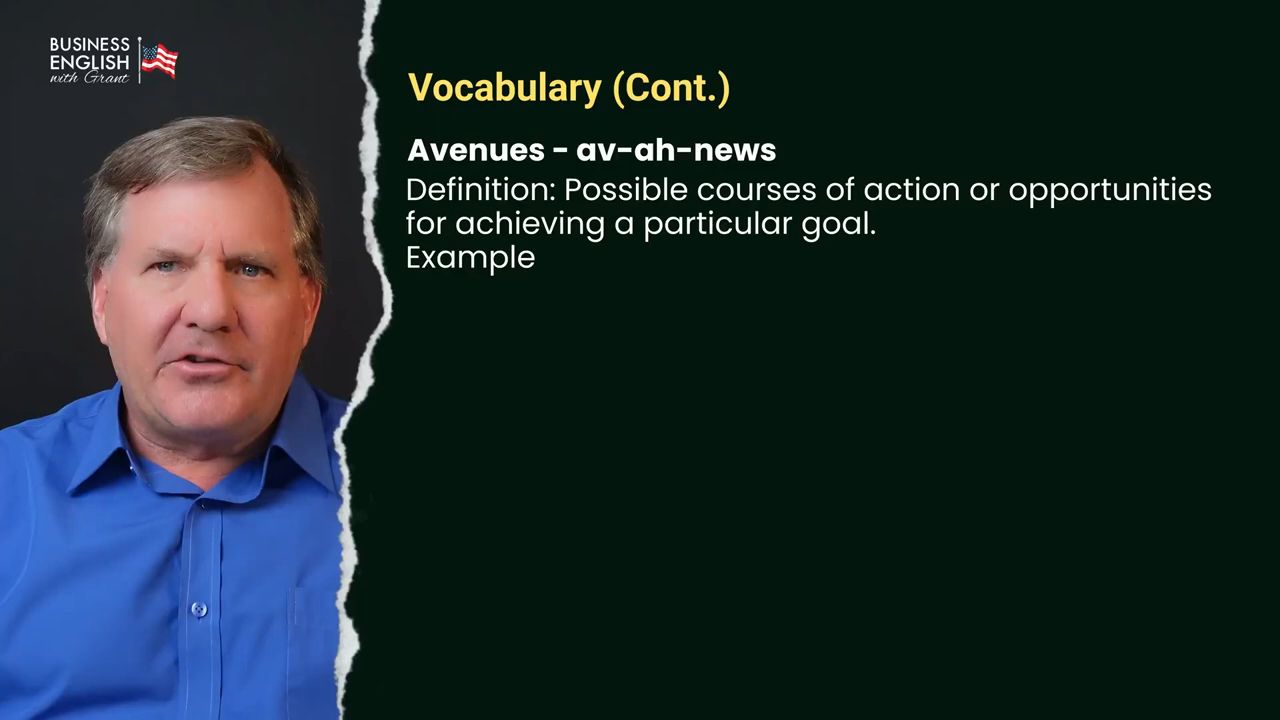 BUSINESS
ENGLISH
with Grant
Vocabulary (Cont.)
Avenues - av-ah-news
Definition: Possible courses of action or opportunities
for achieving a particular goal.
Example